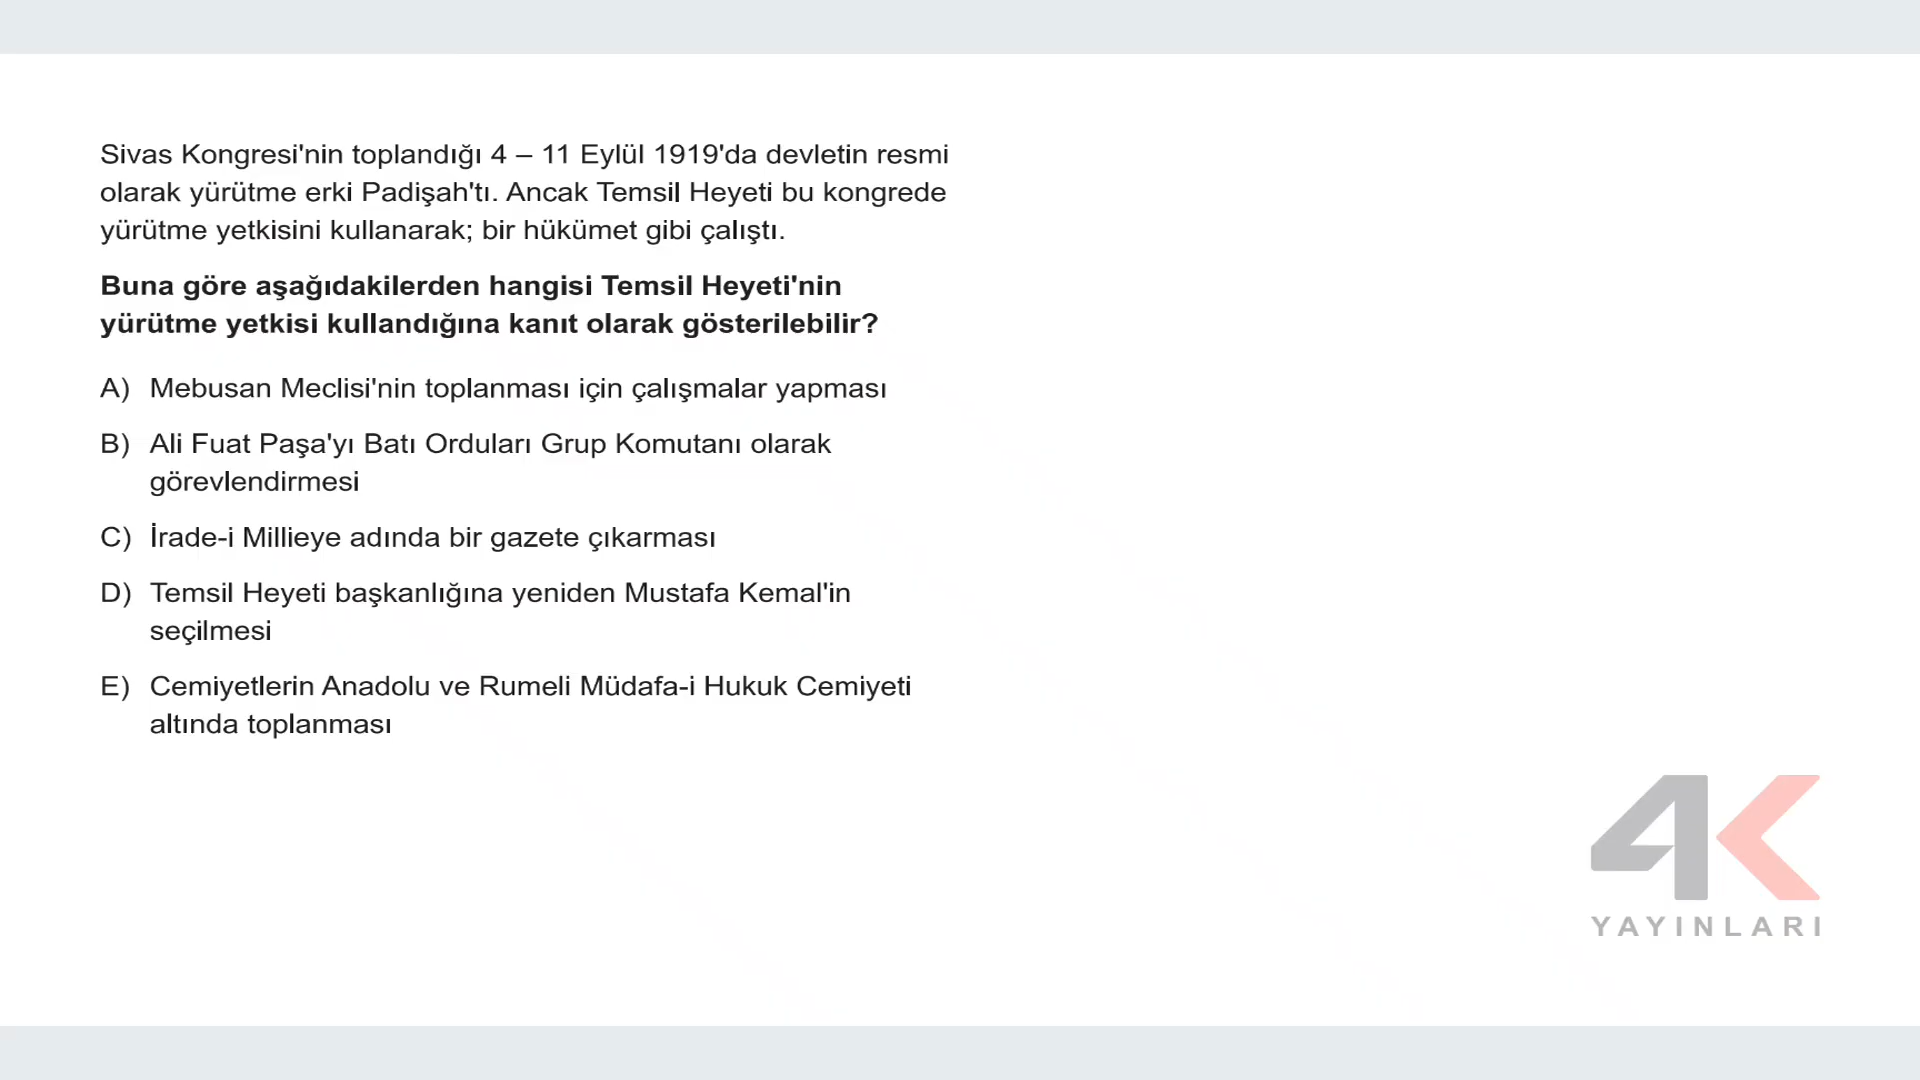 Sivas Kongresi'nin toplandığı 4 – 11 Eylül 1919'da devletin resmi
olarak yürütme erki Padişah'tı. Ancak Temsil Heyeti bu kongrede
yürütme yetkisini kullanarak; bir hükümet gibi çalıştı.
Buna göre aşağıdakilerden hangisi Temsil Heyeti'nin
yürütme yetkisi kullandığına kanıt olarak gösterilebilir?
A) Mebusan Meclisi'nin toplanması için çalışmalar yapması
B) Ali Fuat Paşa'yı Batı Orduları Grup Komutanı olarak
görevlendirmesi
C) İrade-i Millieye adında bir gazete çıkarması
D) Temsil Heyeti başkanlığına yeniden Mustafa Kemal'in
seçilmesi
E) Cemiyetlerin Anadolu ve Rumeli Müdafa-i Hukuk Cemiyeti
altında toplanması
4K
YAYINLARI